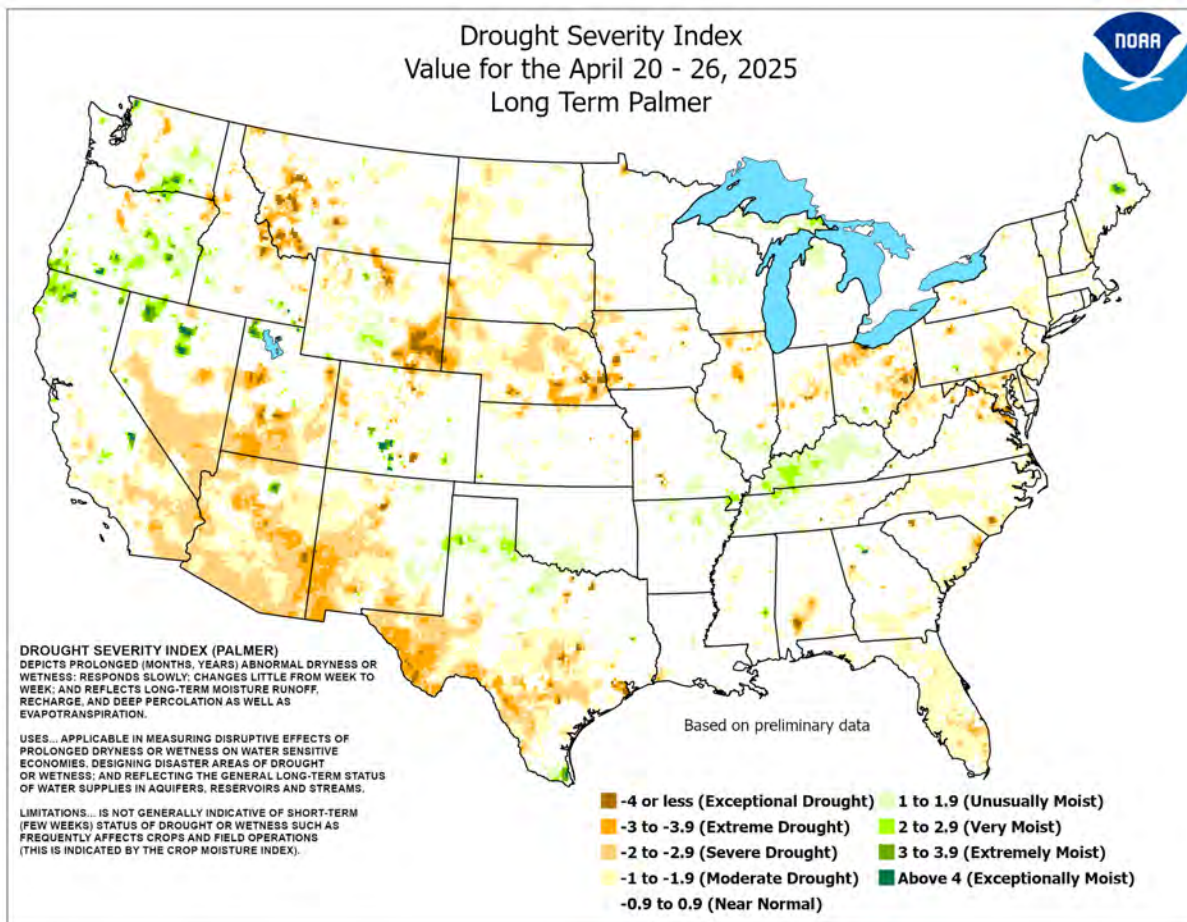 Drought Severity Index
Value for the April 20 - 26, 2025
Long Term Palmer
NOAA
DROUGHT SEVERITY INDEX (PALMER)
DEPICTS PROLONGED (MONTHS, YEARS) ABNORMAL DRYNESS OR
WETNESS; RESPONDS SLOWLY; CHANGES LITTLE FROM WEEK TO
WEEK; AND REFLECTS LONG-TERM MOISTURE RUNOFF,
RECHARGE, AND DEEP PERCOLATION AS WELL AS
EVAPOTRANSPIRATION.
USES... APPLICABLE IN MEASURING DISRUPTIVE EFFECTS OF
PROLONGED DRYNESS OR WETNESS ON WATER SENSITIVE
ECONOMIES, DESIGNING DISASTER AREAS OF DROUGHT
OR WETNESS; AND REFLECTING THE GENERAL LONG-TERM STATUS
OF WATER SUPPLIES IN AQUIFERS, RESERVOIRS AND STREAMS.
LIMITATIONS... IS NOT GENERALLY INDICATIVE OF SHORT-TERM
(FEW WEEKS) STATUS OF DROUGHT OR WETNESS SUCH AS
FREQUENTLY AFFECTS CROPS AND FIELD OPERATIONS
(THIS IS INDICATED BY THE CROP MOISTURE INDEX).
Based on preliminary data
-4 or less (Exceptional Drought)
-3 to -3.9 (Extreme Drought)
-2 to -2.9 (Severe Drought)
-1 to -1.9 (Moderate Drought)
-0.9 to 0.9 (Near Normal)
1 to 1.9 (Unusually Moist)
2 to 2.9 (Very Moist)
3 to 3.9 (Extremely Moist)
Above 4 (Exceptionally Moist)